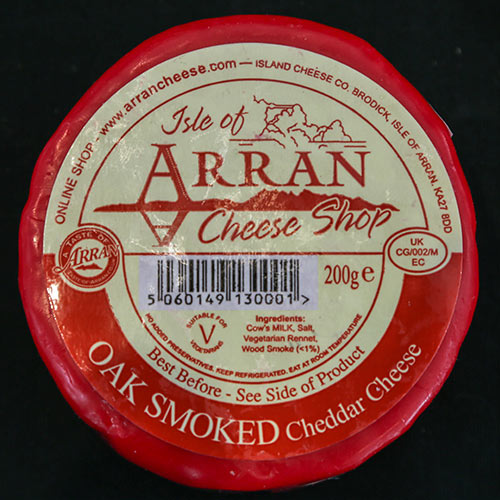 ONLINE SHOP - www.arrancheese.com — ISLAND CHEESE CO. BRODICK, ISLE OF ARRAN. KA27 8DD
Isle of
ARRAN
Cheese Shop
A TASTE OF
ARRAN
UK
CG/002/M
EC
200g e
5 060149 130001 >
SUITABLE FOR
V
VEGETARIANS
Ingredients:
Cow's MILK, Salt,
Vegetarian Rennet,
Wood Smoke (<1%)
NO ADDED PRESERVATIVES. KEEP REFRIGERATED. EAT AT ROOM TEMPERATURE
Best Before - See Side of Product
OAK SMOKED Cheddar Cheese